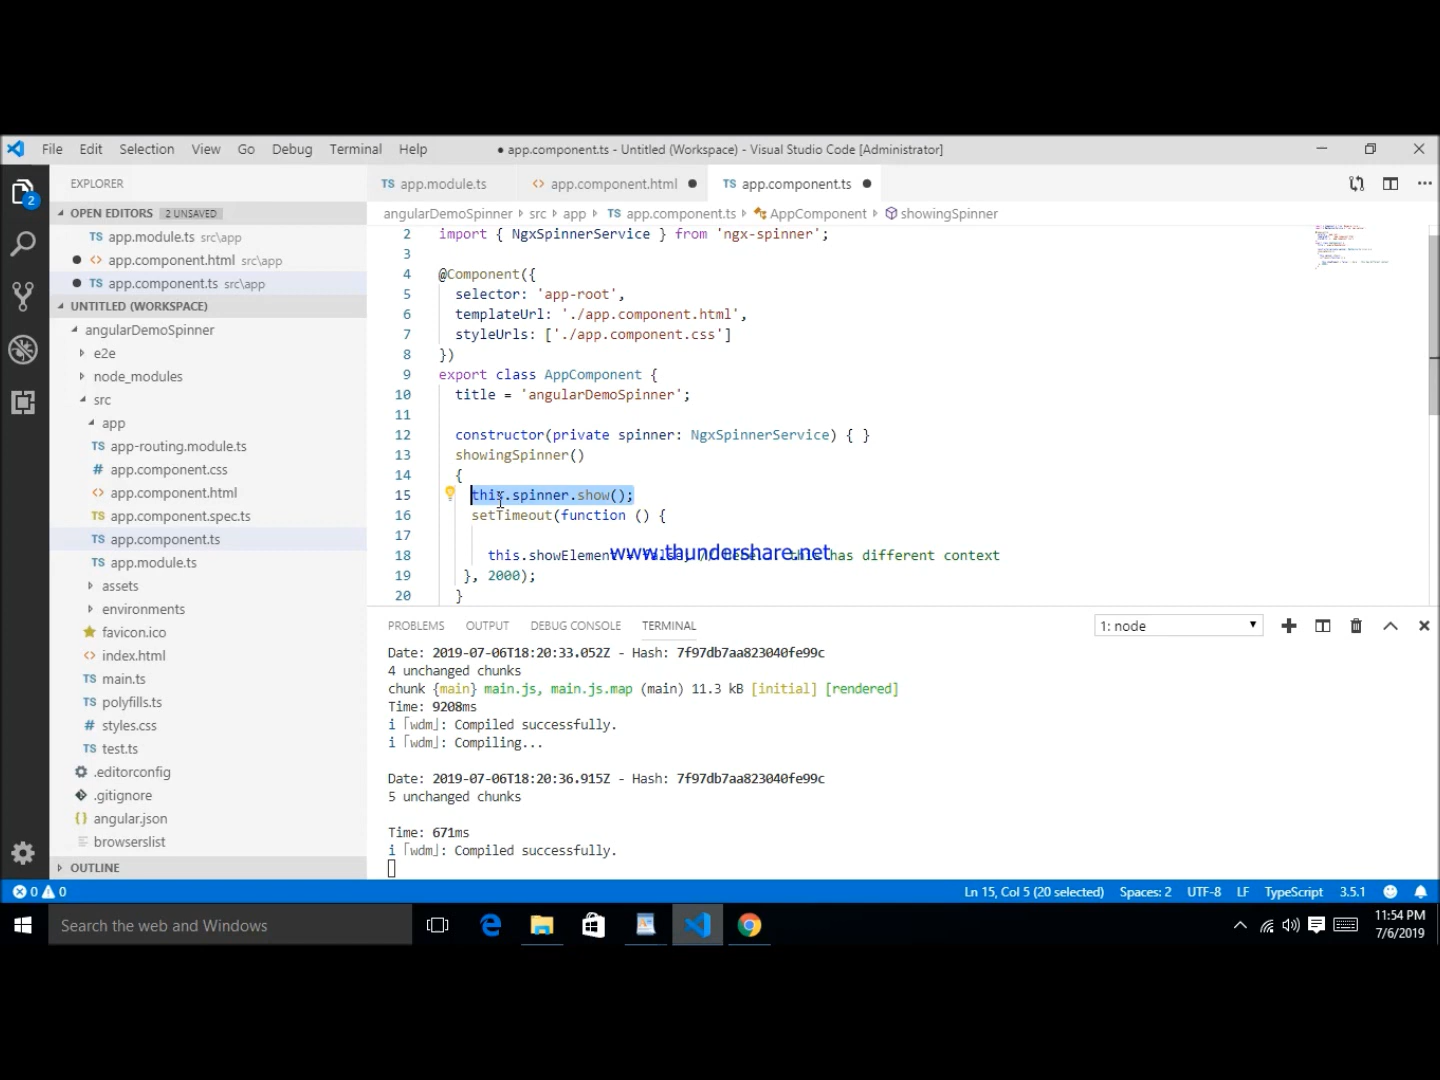 File Edit Selection View Go Debug Terminal Help
● app.component.ts - Untitled (Workspace) - Visual Studio Code [Administrator]
EXPLORER
TS app.module.ts
<> app.component.html ●
TS app.component.ts ●
2
OPEN EDITORS 2 UNSAVED
TS app.module.ts src\app
● <> app.component.html src\app
● TS app.component.ts src\app
UNTITLED (WORKSPACE)
angularDemoSpinner
e2e
node_modules
src
app
TS app-routing.module.ts
# app.component.css
<> app.component.html
TS app.component.spec.ts
TS app.component.ts
TS app.module.ts
assets
environments
favicon.ico
<> index.html
TS main.ts
TS polyfills.ts
# styles.css
TS test.ts
.editorconfig
.gitignore
{} angular.json
browserslist
OUTLINE
angularDemoSpinner › src › app › TS app.component.ts › AppComponent › showingSpinner
2 import { NgxSpinnerService } from 'ngx-spinner';
3
4 @Component({
5 selector: 'app-root',
6 templateUrl: './app.component.html',
7 styleUrls: ['./app.component.css']
8 })
9 export class AppComponent {
10 title = 'angularDemoSpinner';
11
12 constructor(private spinner: NgxSpinnerService) { }
13 showingSpinner()
14 {
15 this.spinner.show();
16 setTimeout(function () {
17
18 this.showElement has different context
www.thundershare.net
19 }, 2000);
20 }
PROBLEMS OUTPUT DEBUG CONSOLE TERMINAL
1: node
Date: 2019-07-06T18:20:33.052Z - Hash: 7f97db7aa823040fe99c
4 unchanged chunks
chunk {main} main.js, main.js.map (main) 11.3 kB [initial] [rendered]
Time: 9208ms
i ｢wdm｣: Compiled successfully.
i ｢wdm｣: Compiling...
Date: 2019-07-06T18:20:36.915Z - Hash: 7f97db7aa823040fe99c
5 unchanged chunks
Time: 671ms
i ｢wdm｣: Compiled successfully.
0 0
Ln 15, Col 5 (20 selected) Spaces: 2 UTF-8 LF TypeScript 3.5.1
Search the web and Windows
11:54 PM
7/6/2019